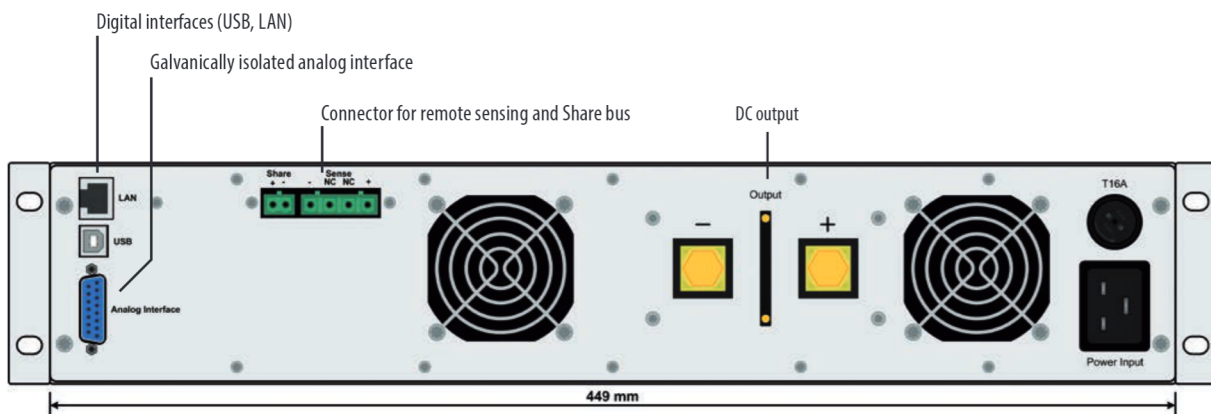 Digital interfaces (USB, LAN)
Galvanically isolated analog interface
Connector for remote sensing and Share bus
DC output
Share
+ -
Sense
- NC NC +
LAN
USB
Analog Interface
Output
- +
T16A
Power Input
449 mm